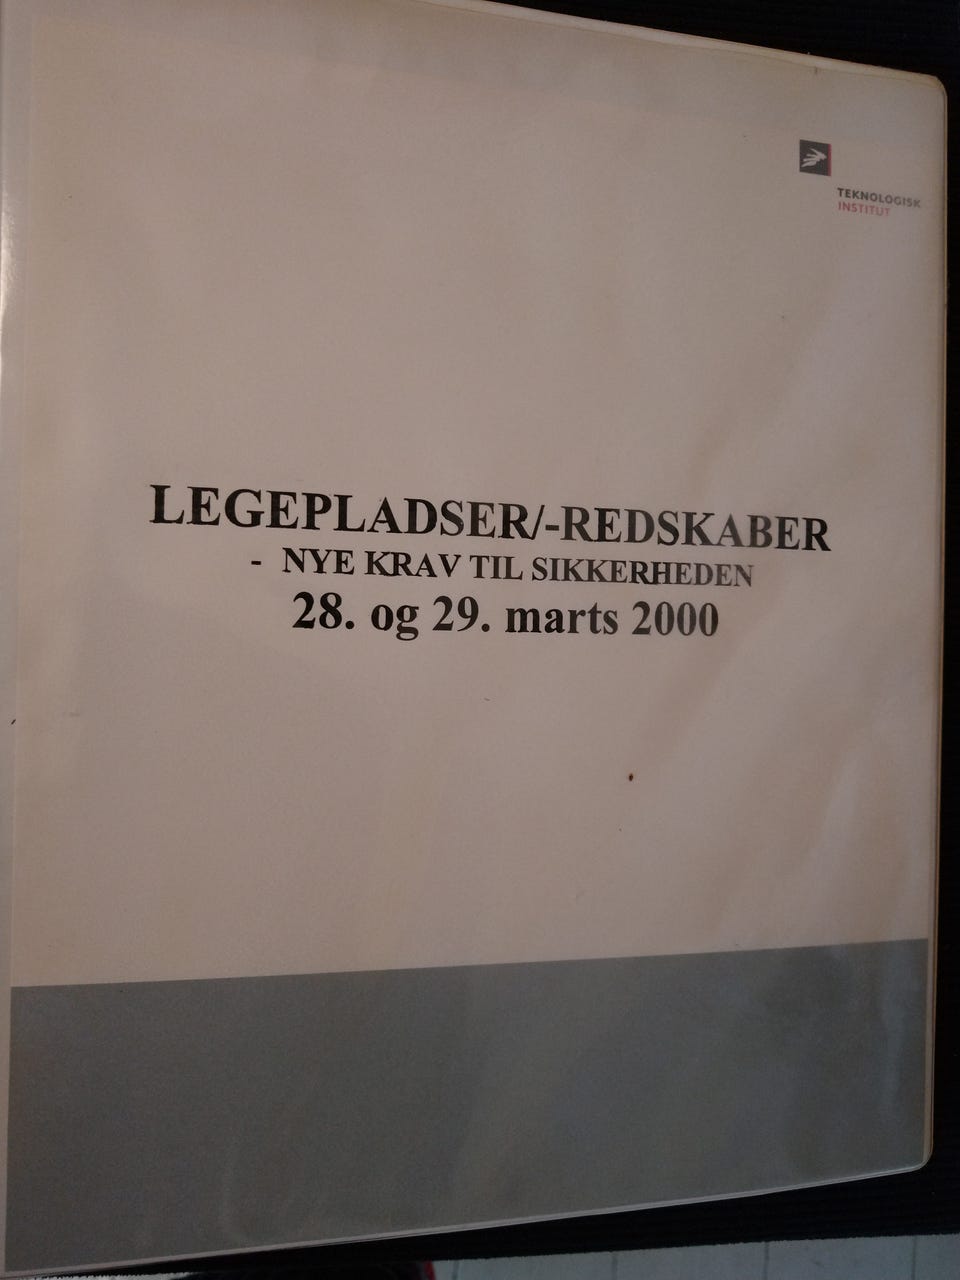 TEKNOLOGISK
INSTITUT
LEGEPLADSER/-REDSKABER
- NYE KRAV TIL SIKKERHEDEN
28. og 29. marts 2000